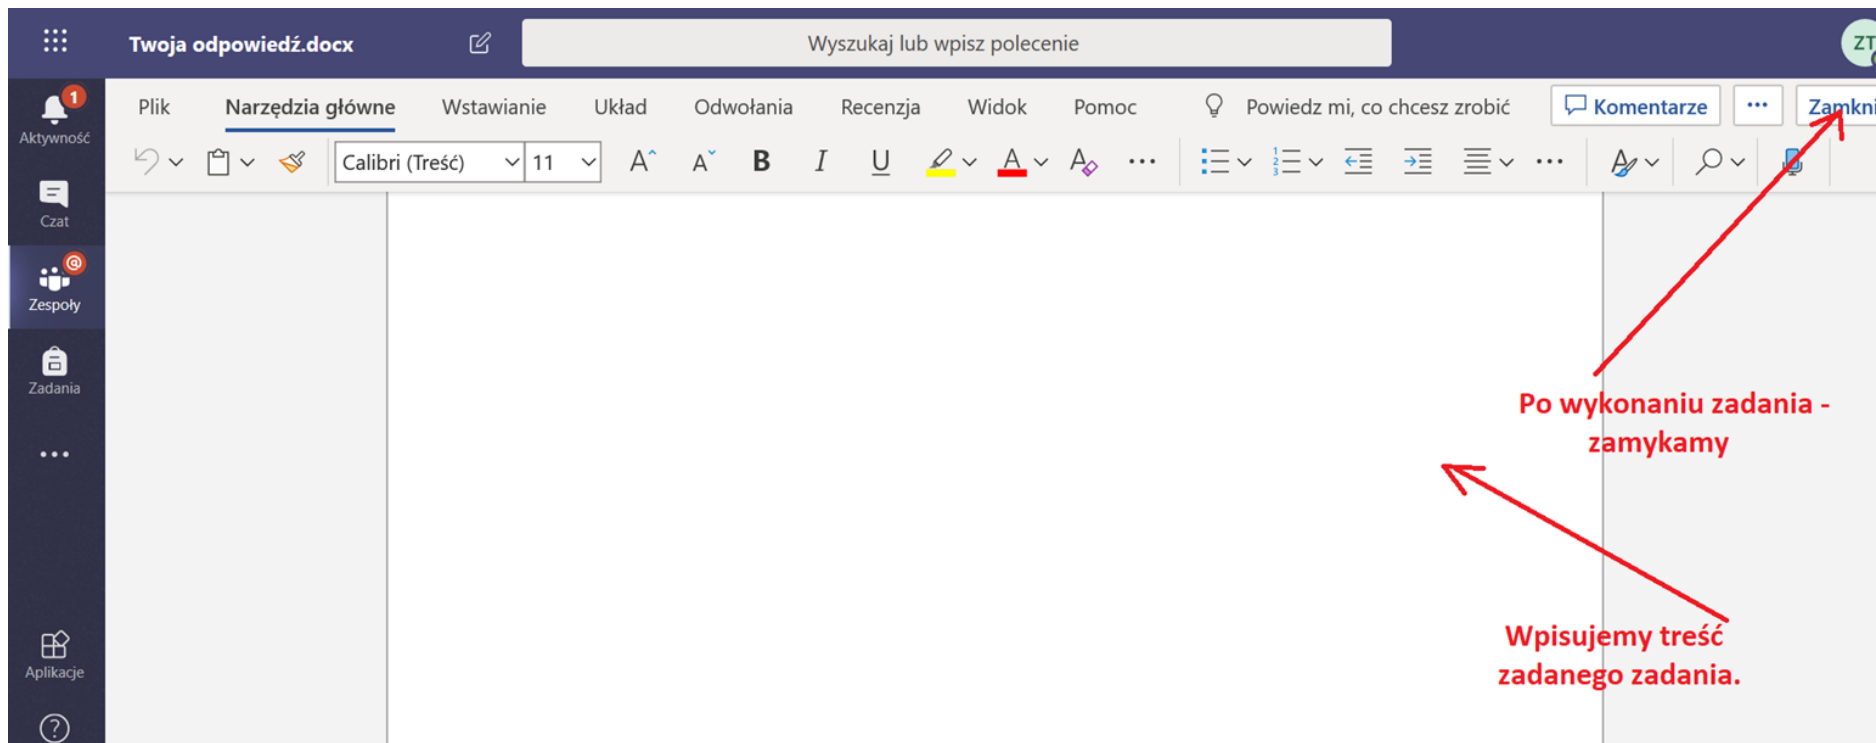 Twoja odpowiedź.docx
Wyszukaj lub wpisz polecenie
ZT
1
Aktywność
Plik Narzędzia główne Wstawianie Układ Odwołania Recenzja Widok Pomoc Powiedz mi, co chcesz zrobić Komentarze ... Zamkni
Calibri (Treść) 11 A A B I U A A ... ...
Czat
@
Zespoły
Zadania
...
Po wykonaniu zadania -
zamykamy
Wpisujemy treść
zadanego zadania.
Aplikacje
?